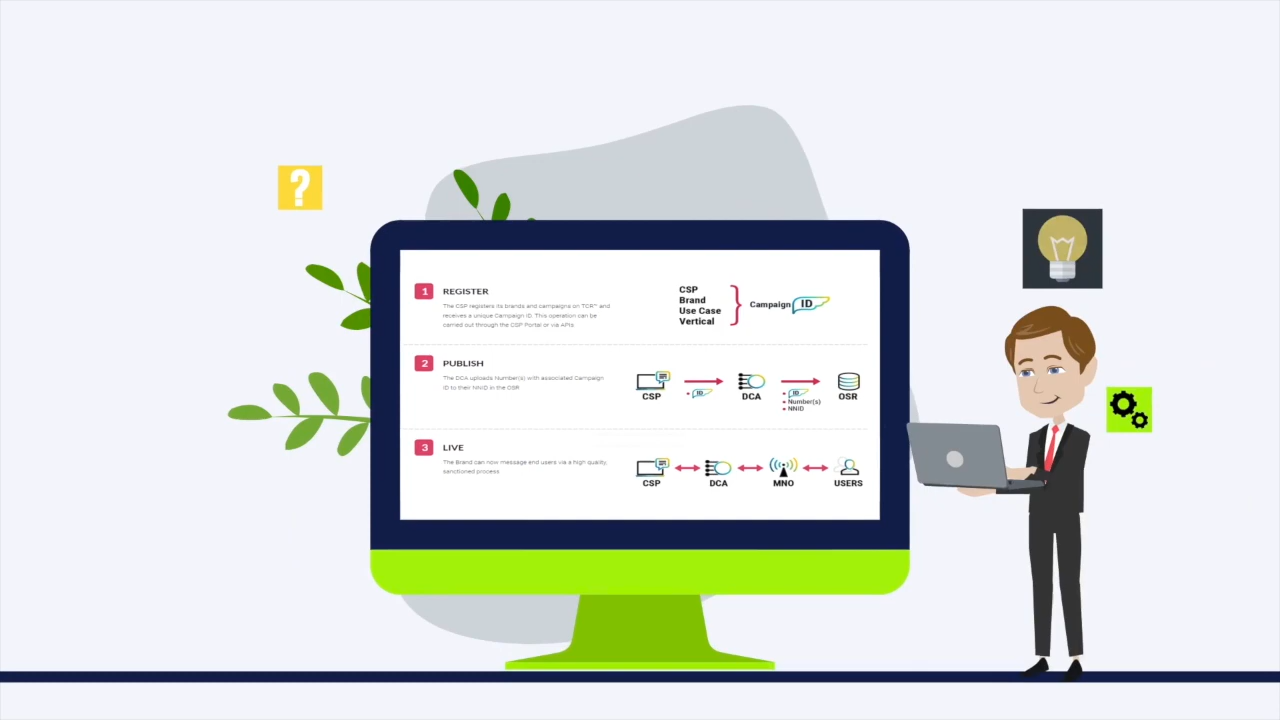 ?
1 REGISTER
The CSP registers its brands and campaigns on TCR™ and
receives a unique Campaign ID. This operation can be
carried out through the CSP Portal or via APIs
CSP
Brand
Use Case
Vertical
Campaign ID
2 PUBLISH
The DCA uploads Number(s) with associated Campaign
ID to their NNID in the OSR
CSP
• ID
DCA
• ID
• Number(s)
• NNID
OSR
3 LIVE
The Brand can now message end users via a high quality,
sanctioned process
CSP
DCA
MNO
USERS